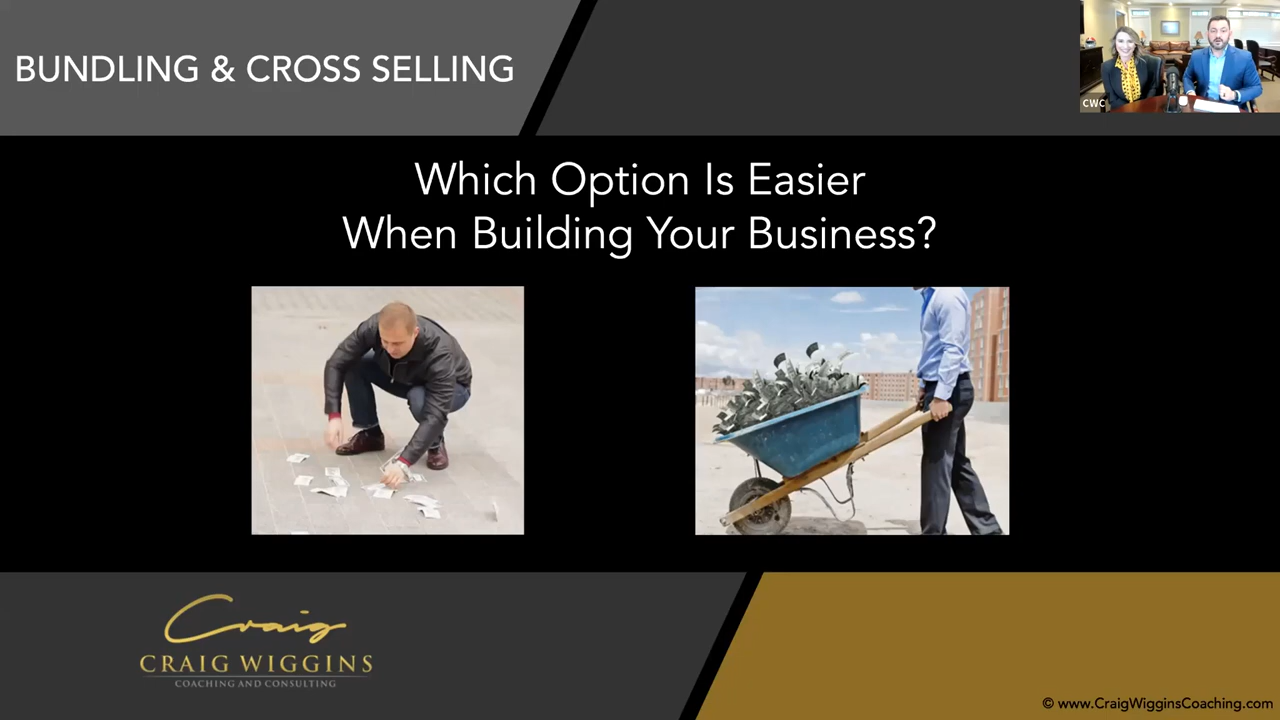 BUNDLING & CROSS SELLING
CWC
Which Option Is Easier
When Building Your Business?
Craig
CRAIG WIGGINS
COACHING AND CONSULTING
© www.CraigWigginsCoaching.com